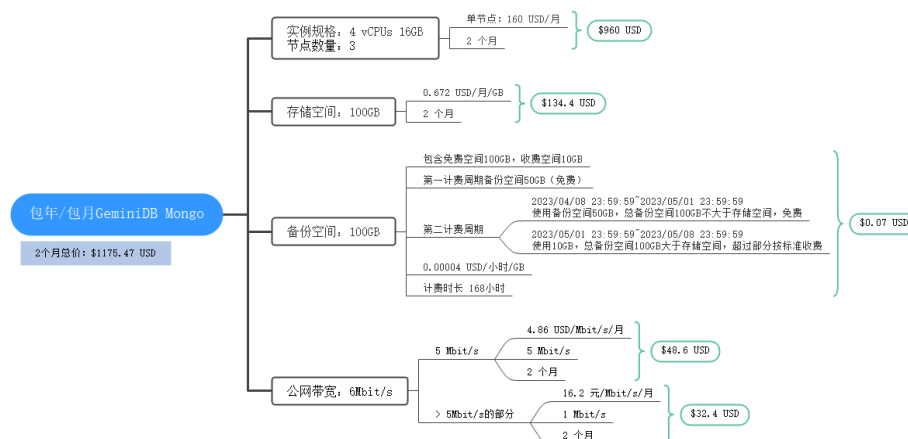 包年/包月GeminiDB Mongo
2个月总价：$1175.47 USD
实例规格：4 vCPUs 16GB
节点数量：3
单节点：160 USD/月
2 个月
$960 USD
存储空间：100GB
0.672 USD/月/GB
2 个月
$134.4 USD
备份空间：100GB
包含免费空间100GB，收费空间10GB
第一计费周期备份空间50GB（免费）
第二计费周期
2023/04/08 23:59:59~2023/05/01 23:59:59
使用备份空间50GB，总备份空间100GB不大于存储空间，免费
2023/05/01 23:59:59~2023/05/08 23:59:59
使用10GB，总备份空间100GB大于存储空间，超过部分按标准收费
0.00004 USD/小时/GB
计费时长 168小时
$0.07 USD
公网带宽：6Mbit/s
5 Mbit/s
4.86 USD/Mbit/s/月
5 Mbit/s
2 个月
$48.6 USD
> 5Mbit/s的部分
16.2 元/Mbit/s/月
1 Mbit/s
2 个月
$32.4 USD